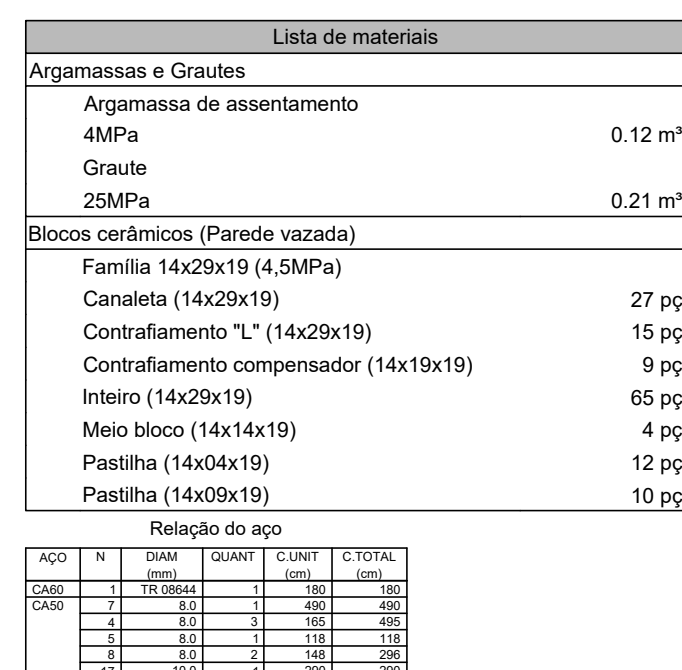 Lista de materiais
Argamassas e Grautes
Argamassa de assentamento
4MPa 0.12 m³
Graute
25MPa 0.21 m³
Blocos cerâmicos (Parede vazada)
Família 14x29x19 (4,5MPa)
Canaleta (14x29x19) 27 pç
Contrafiamento "L" (14x29x19) 15 pç
Contrafiamento compensador (14x19x19) 9 pç
Inteiro (14x29x19) 65 pç
Meio bloco (14x14x19) 4 pç
Pastilha (14x04x19) 12 pç
Pastilha (14x09x19) 10 pç
Relação do aço
AÇO N DIAM QUANT C.UNIT C.TOTAL
(mm) (cm) (cm)
CA60 1 TR 08644 1 180 180
CA50 7 8.0 1 490 490
4 8.0 3 165 495
5 8.0 1 118 118
8 8.0 2 148 296